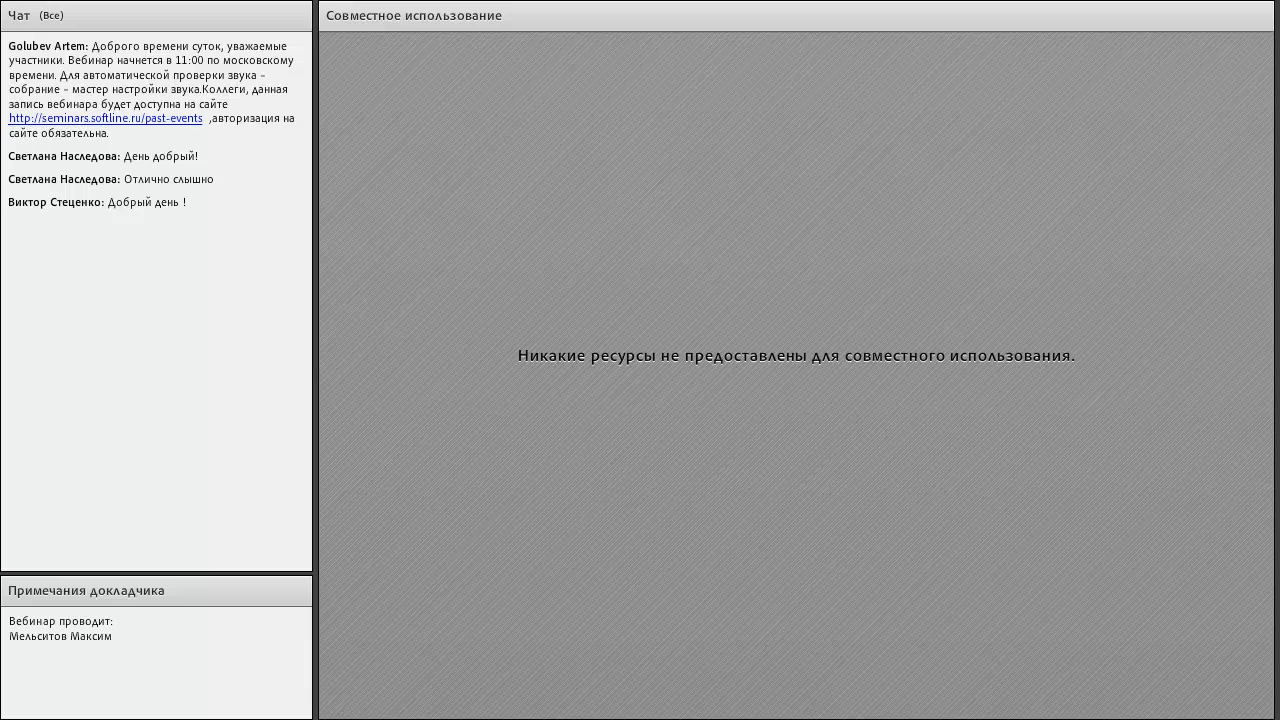 Чат (Все)
Golubev Artem: Доброго времени суток, уважаемые
участники. Вебинар начнется в 11:00 по московскому
времени. Для автоматической проверки звука -
собрание - мастер настройки звука.Коллеги, данная
запись вебинара будет доступна на сайте
http://seminars.softline.ru/past-events ,авторизация на
сайте обязательна.
Светлана Наследова: День добрый!
Светлана Наследова: Отлично слышно
Виктор Стеценко: Добрый день !
Примечания докладчика
Вебинар проводит:
Мельситов Максим
Совместное использование
Никакие ресурсы не предоставлены для совместного использования.